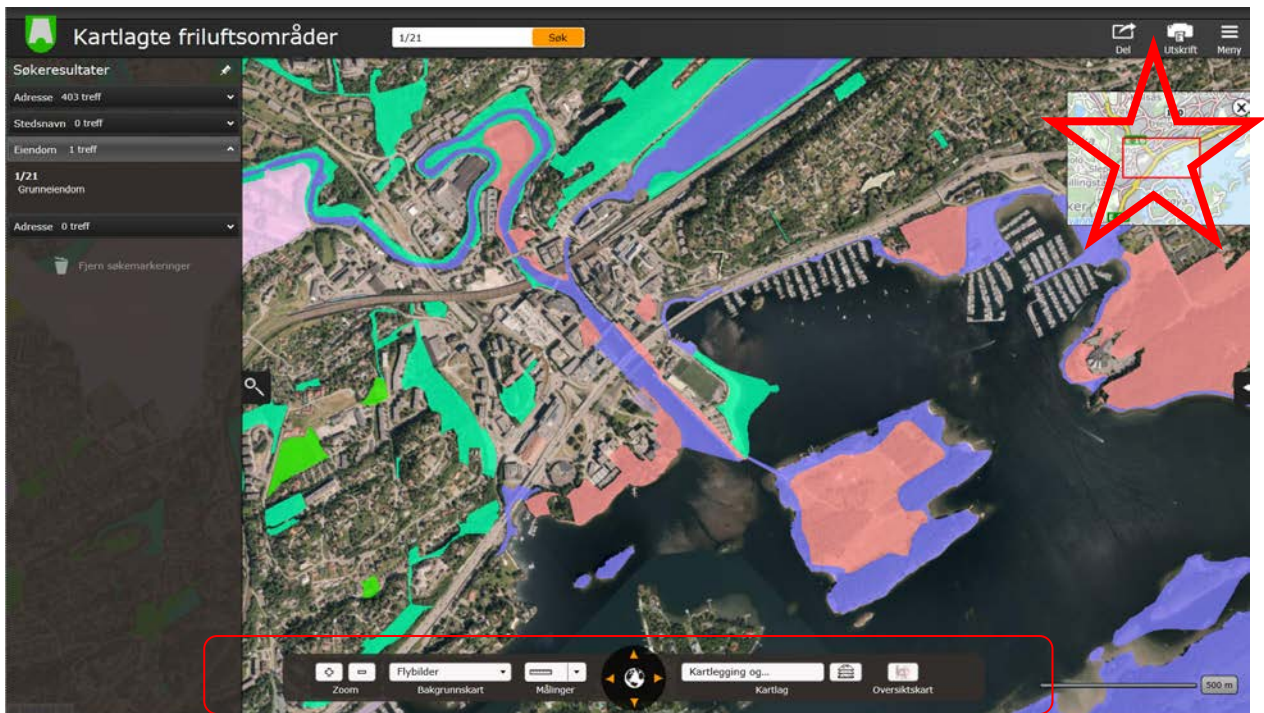 Kartlagte friluftsområder
1/21
Søk
Del
Utskrift
Meny
Søkeresultater
Adresse 403 treff
Stedsnavn 0 treff
Eiendom 1 treff
1/21
Grunneiendom
Adresse 0 treff
Fjern søkemarkeringer
Zoom
Flybilder
Bakgrunnskart
Målinger
Kartlegging og...
Kartlag
Oversiktskart
500 m